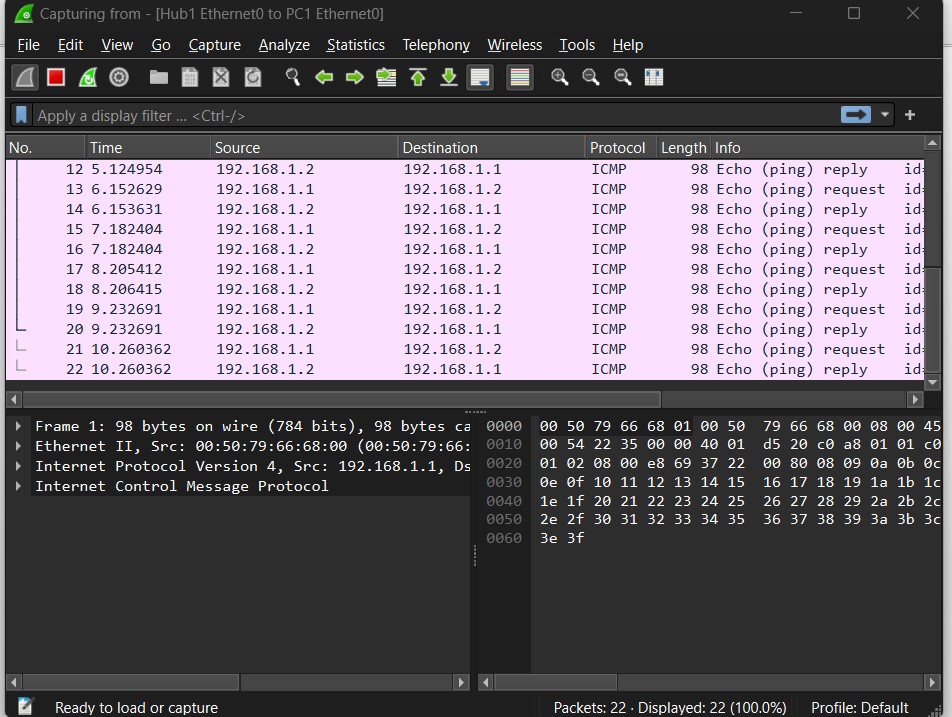 Capturing from - [Hub1 Ethernet0 to PC1 Ethernet0]
File Edit View Go Capture Analyze Statistics Telephony Wireless Tools Help
Apply a display filter ... <Ctrl-/>
No. Time Source Destination Protocol Length Info
12 5.124954 192.168.1.2 192.168.1.1 ICMP 98 Echo (ping) reply id
13 6.152629 192.168.1.1 192.168.1.2 ICMP 98 Echo (ping) request id
14 6.153631 192.168.1.2 192.168.1.1 ICMP 98 Echo (ping) reply id
15 7.182404 192.168.1.1 192.168.1.2 ICMP 98 Echo (ping) request id
16 7.182404 192.168.1.2 192.168.1.1 ICMP 98 Echo (ping) reply id
17 8.205412 192.168.1.1 192.168.1.2 ICMP 98 Echo (ping) request id
18 8.206415 192.168.1.2 192.168.1.1 ICMP 98 Echo (ping) reply id
19 9.232691 192.168.1.1 192.168.1.2 ICMP 98 Echo (ping) request id
20 9.232691 192.168.1.2 192.168.1.1 ICMP 98 Echo (ping) reply id
21 10.260362 192.168.1.1 192.168.1.2 ICMP 98 Echo (ping) request id
22 10.260362 192.168.1.2 192.168.1.1 ICMP 98 Echo (ping) reply id
Frame 1: 98 bytes on wire (784 bits), 98 bytes ca
Ethernet II, Src: 00:50:79:66:68:00 (00:50:79:66:
Internet Protocol Version 4, Src: 192.168.1.1, Ds
Internet Control Message Protocol
0000 00 50 79 66 68 01 00 50 79 66 68 00 08 00 45
0010 00 54 22 35 00 00 40 01 d5 20 c0 a8 01 01 c0
0020 01 02 08 00 e8 69 37 22 00 80 08 09 0a 0b 0c
0030 0e 0f 10 11 12 13 14 15 16 17 18 19 1a 1b 1c
0040 1e 1f 20 21 22 23 24 25 26 27 28 29 2a 2b 2c
0050 2e 2f 30 31 32 33 34 35 36 37 38 39 3a 3b 3c
0060 3e 3f
Ready to load or capture
Packets: 22 · Displayed: 22 (100.0%)
Profile: Default